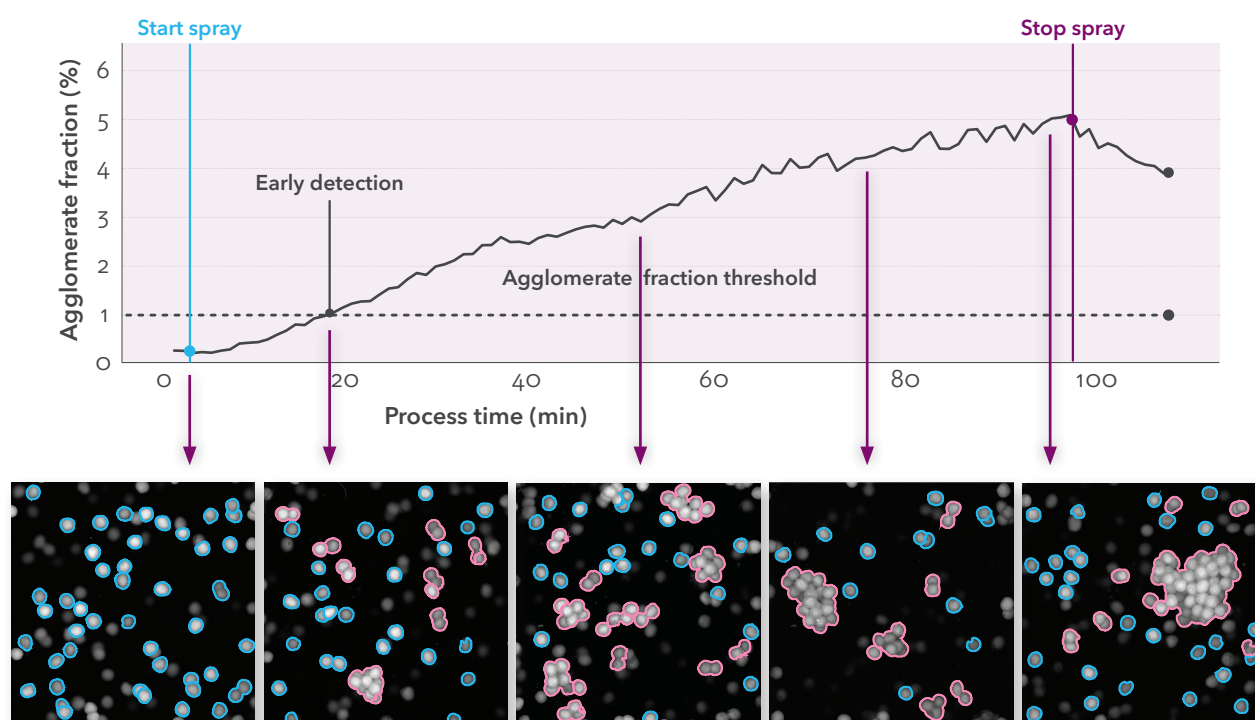 Start spray
Stop spray
Agglomerate fraction (%)
6
5
4
3
2
1
0
Early detection
Agglomerate fraction threshold
0 20 40 60 80 100
Process time (min)